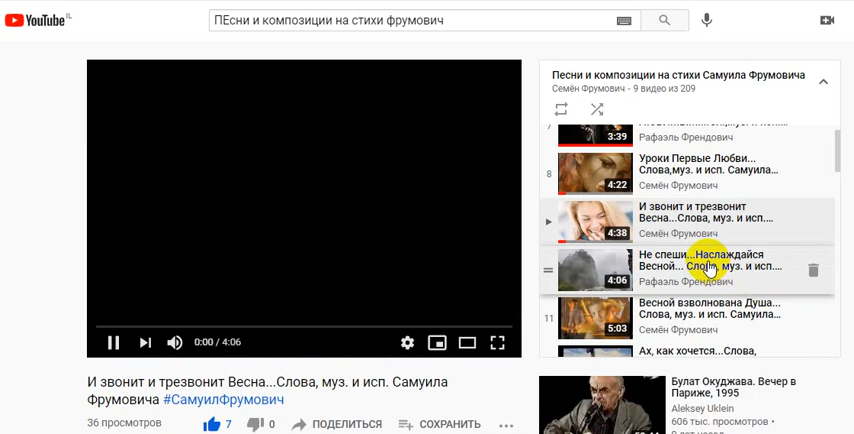 YouTube IL
ПЕсни и композиции на стихи фрумович
Песни и композиции на стихи Самуила Фрумовича
Семён Фрумович - 9 видео из 209
7
3:39
Рафаэль Френдович
8
4:22
Уроки Первые Любви...
Слова,муз. и исп. Самуила...
Семён Фрумович
4:38
И звонит и трезвонит
Весна...Слова, муз. и исп....
Семён Фрумович
4:06
Не спеши...Наслаждайся
Весной... Слова, муз. и исп....
Рафаэль Френдович
11
5:03
Весной взволнована Душа...
Слова, муз. и исп. Самуила...
Семён Фрумович
Ах, как хочется...Слова,
0:00 / 4:06
И звонит и трезвонит Весна...Слова, муз. и исп. Самуила
Фрумовича #СамуилФрумович
36 просмотров
7
0
ПОДЕЛИТЬСЯ
СОХРАНИТЬ
Булат Окуджава. Вечер в
Париже, 1995
Aleksey Uklein
606 тыс. просмотров •